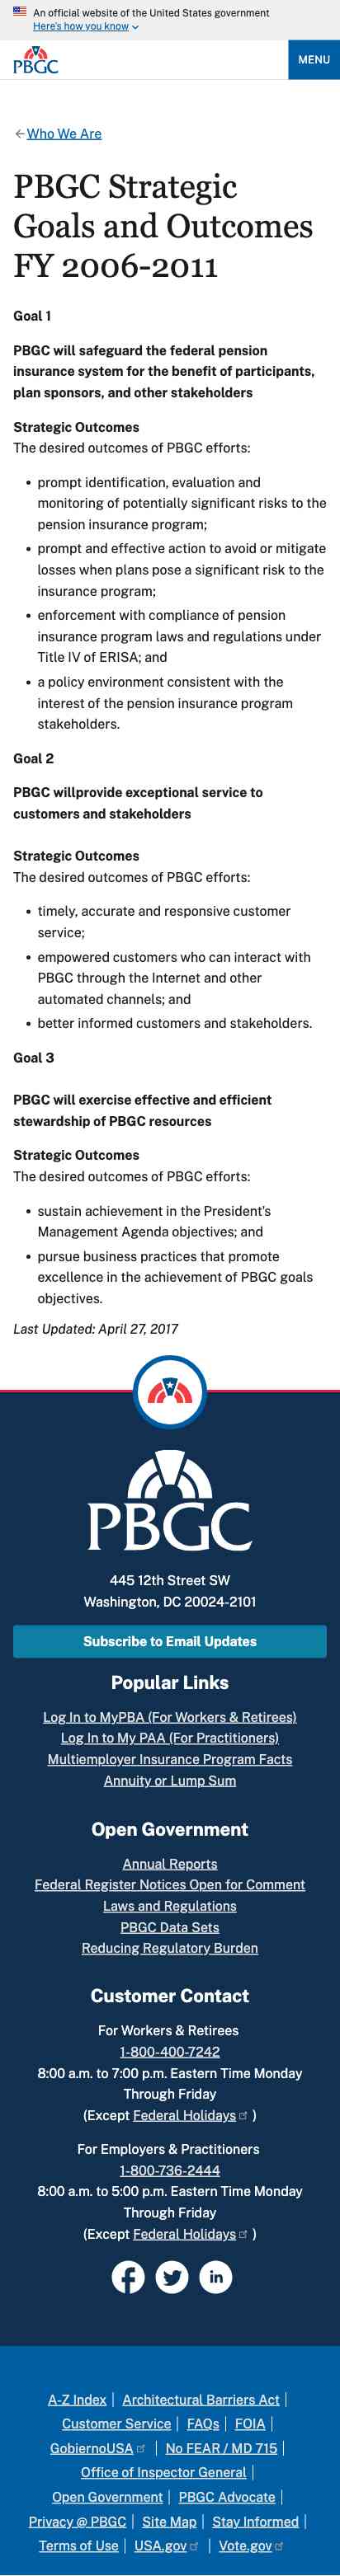 An official website of the United States government
Here's how you know
PBGC
MENU
Who We Are
PBGC Strategic
Goals and Outcomes
FY 2006-2011
Goal 1
PBGC will safeguard the federal pension
insurance system for the benefit of participants,
plan sponsors, and other stakeholders
Strategic Outcomes
The desired outcomes of PBGC efforts:
• prompt identification, evaluation and
monitoring of potentially significant risks to the
pension insurance program;
• prompt and effective action to avoid or mitigate
losses when plans pose a significant risk to the
insurance program;
• enforcement with compliance of pension
insurance program laws and regulations under
Title IV of ERISA; and
• a policy environment consistent with the
interest of the pension insurance program
stakeholders.
Goal 2
PBGC willprovide exceptional service to
customers and stakeholders
Strategic Outcomes
The desired outcomes of PBGC efforts:
• timely, accurate and responsive customer
service;
• empowered customers who can interact with
PBGC through the Internet and other
automated channels; and
• better informed customers and stakeholders.
Goal 3
PBGC will exercise effective and efficient
stewardship of PBGC resources
Strategic Outcomes
The desired outcomes of PBGC efforts:
• sustain achievement in the President's
Management Agenda objectives; and
• pursue business practices that promote
excellence in the achievement of PBGC goals
objectives.
Last Updated: April 27, 2017
PBGC
445 12th Street SW
Washington, DC 20024-2101
Subscribe to Email Updates
Popular Links
Log In to MyPBA (For Workers & Retirees)
Log In to My PAA (For Practitioners)
Multiemployer Insurance Program Facts
Annuity or Lump Sum
Open Government
Annual Reports
Federal Register Notices Open for Comment
Laws and Regulations
PBGC Data Sets
Reducing Regulatory Burden
Customer Contact
For Workers & Retirees
1-800-400-7242
8:00 a.m. to 7:00 p.m. Eastern Time Monday
Through Friday
(Except Federal Holidays )
For Employers & Practitioners
1-800-736-2444
8:00 a.m. to 5:00 p.m. Eastern Time Monday
Through Friday
(Except Federal Holidays )
A-Z Index | Architectural Barriers Act |
Customer Service | FAQs | FOIA |
GobiernoUSA | No FEAR / MD 715 |
Office of Inspector General |
Open Government | PBGC Advocate |
Privacy @ PBGC | Site Map | Stay Informed |
Terms of Use | USA.gov | Vote.gov